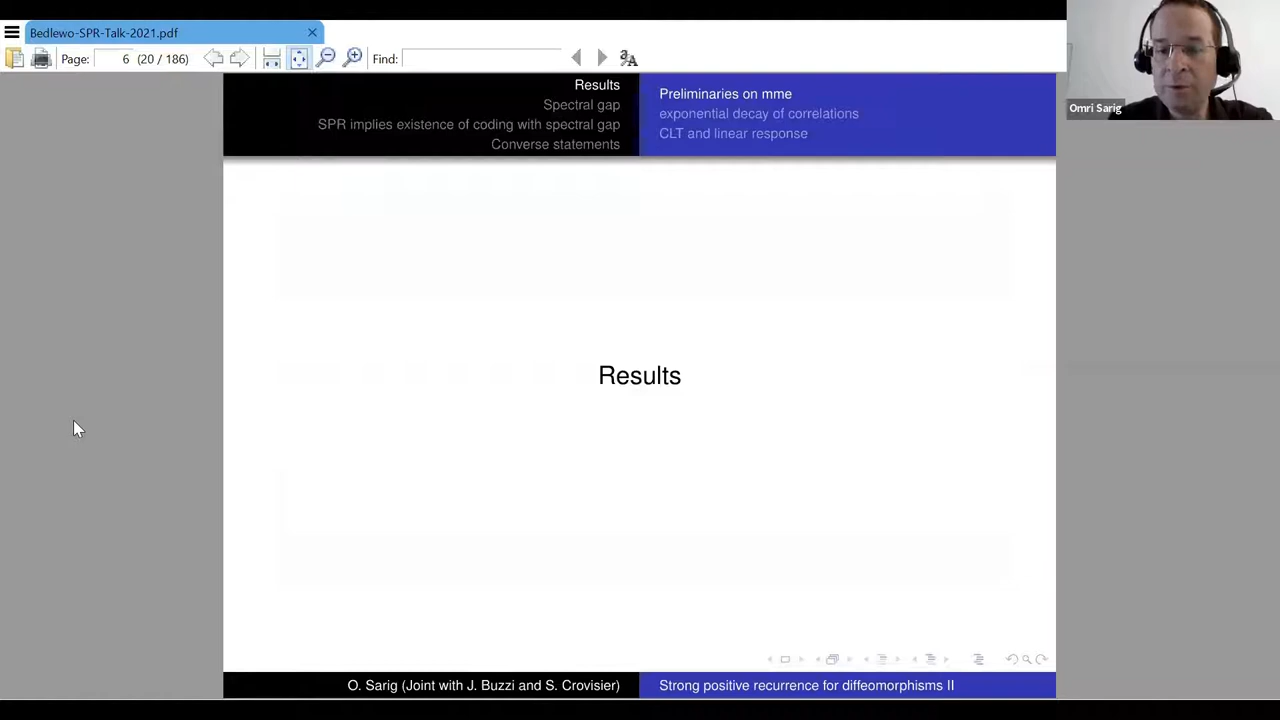 Bedlewo-SPR-Talk-2021.pdf
Page: 6 (20 / 186) Find:
Results
Spectral gap
SPR implies existence of coding with spectral gap
Converse statements
Preliminaries on mme
exponential decay of correlations
CLT and linear response
Omri Sarig
Results
O. Sarig (Joint with J. Buzzi and S. Crovisier)
Strong positive recurrence for diffeomorphisms II